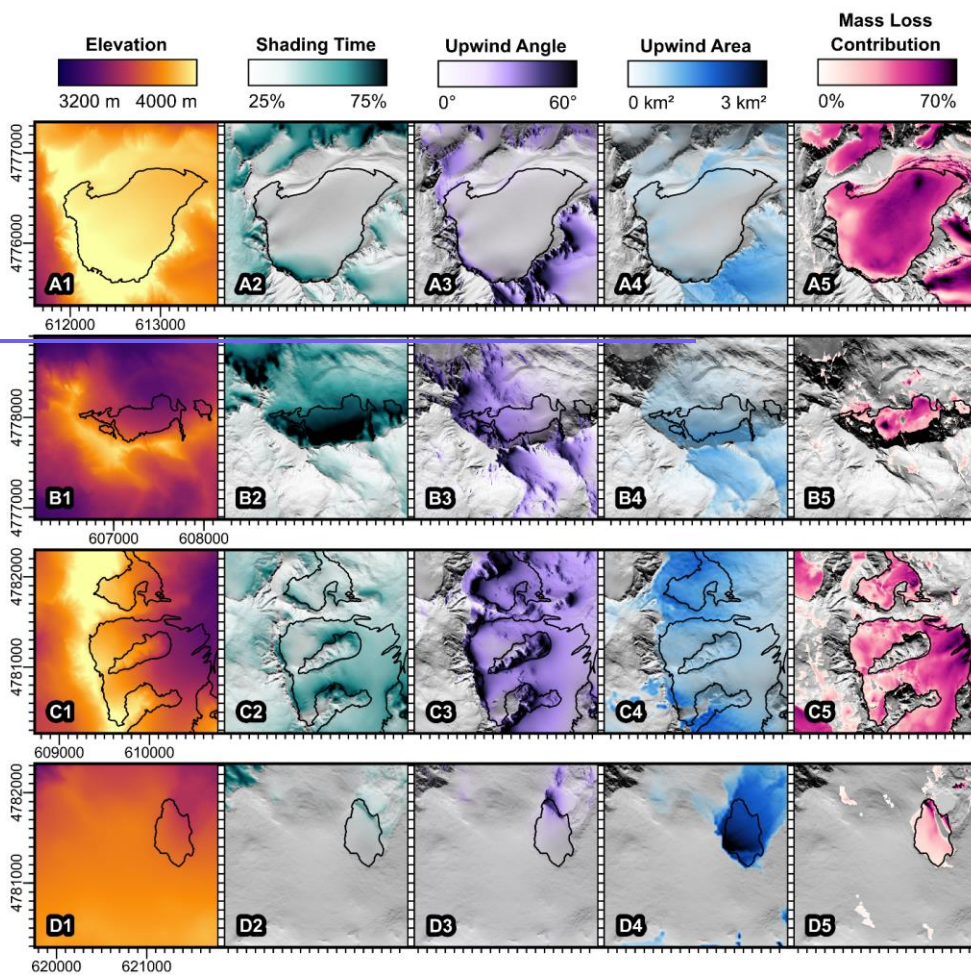 Elevation
Shading Time
Upwind Angle
Upwind Area
Mass Loss
Contribution
3200 m 4000 m
25% 75%
0° 60°
0 km² 3 km²
0% 70%
4777000
4776000
A1 A2 A3 A4 A5
612000 613000
4778000
4777000
B1 B2 B3 B4 B5
607000 608000
4782000
4781000
C1 C2 C3 C4 C5
609000 610000
4782000
4781000
D1 D2 D3 D4 D5
620000 621000